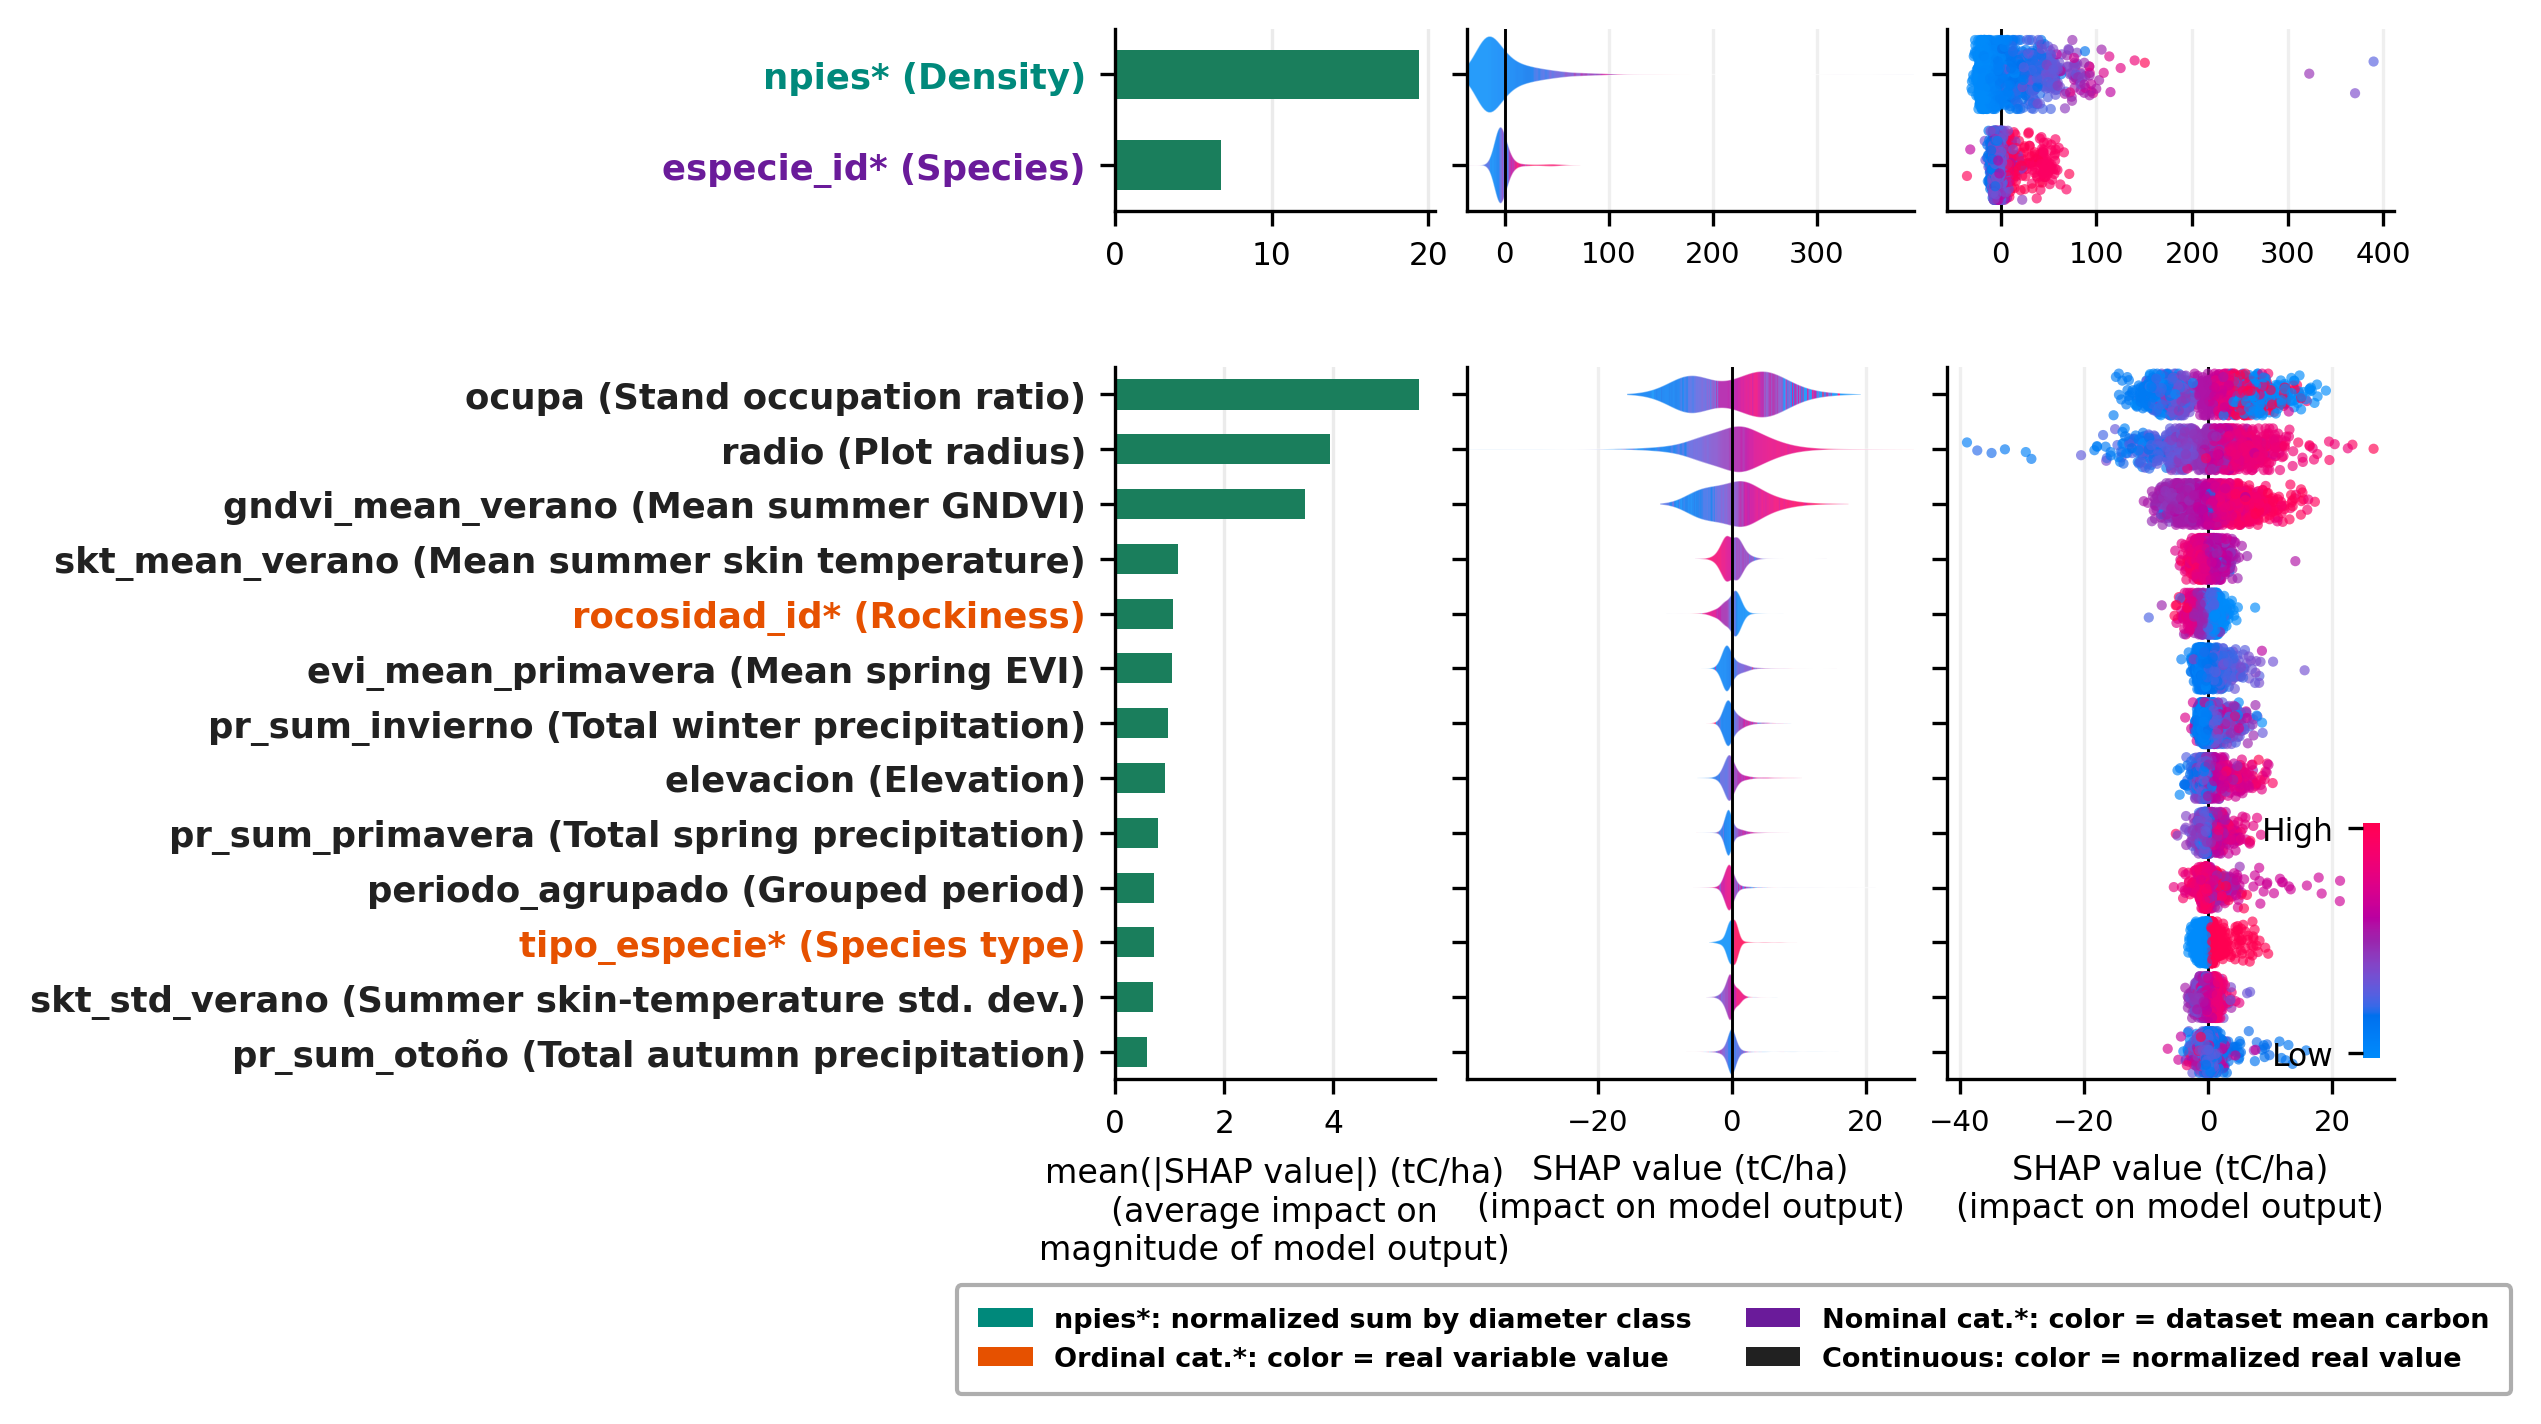 npies* (Density)
especie_id* (Species)
0 10 20
0 100 200 300
0 100 200 300 400
ocupa (Stand occupation ratio)
radio (Plot radius)
gndvi_mean_verano (Mean summer GNDVI)
skt_mean_verano (Mean summer skin temperature)
rocosidad_id* (Rockiness)
evi_mean_primavera (Mean spring EVI)
pr_sum_invierno (Total winter precipitation)
elevacion (Elevation)
pr_sum_primavera (Total spring precipitation)
High
periodo_agrupado (Grouped period)
tipo_especie* (Species type)
skt_std_verano (Summer skin-temperature std. dev.)
pr_sum_otoño (Total autumn precipitation)
Low
0 2 4
−20 0 20
−40 −20 0 20
mean(|SHAP value|) (tC/ha)
(average impact on
magnitude of model output)
SHAP value (tC/ha)
(impact on model output)
SHAP value (tC/ha)
(impact on model output)
npies*: normalized sum by diameter class
Ordinal cat.*: color = real variable value
Nominal cat.*: color = dataset mean carbon
Continuous: color = normalized real value